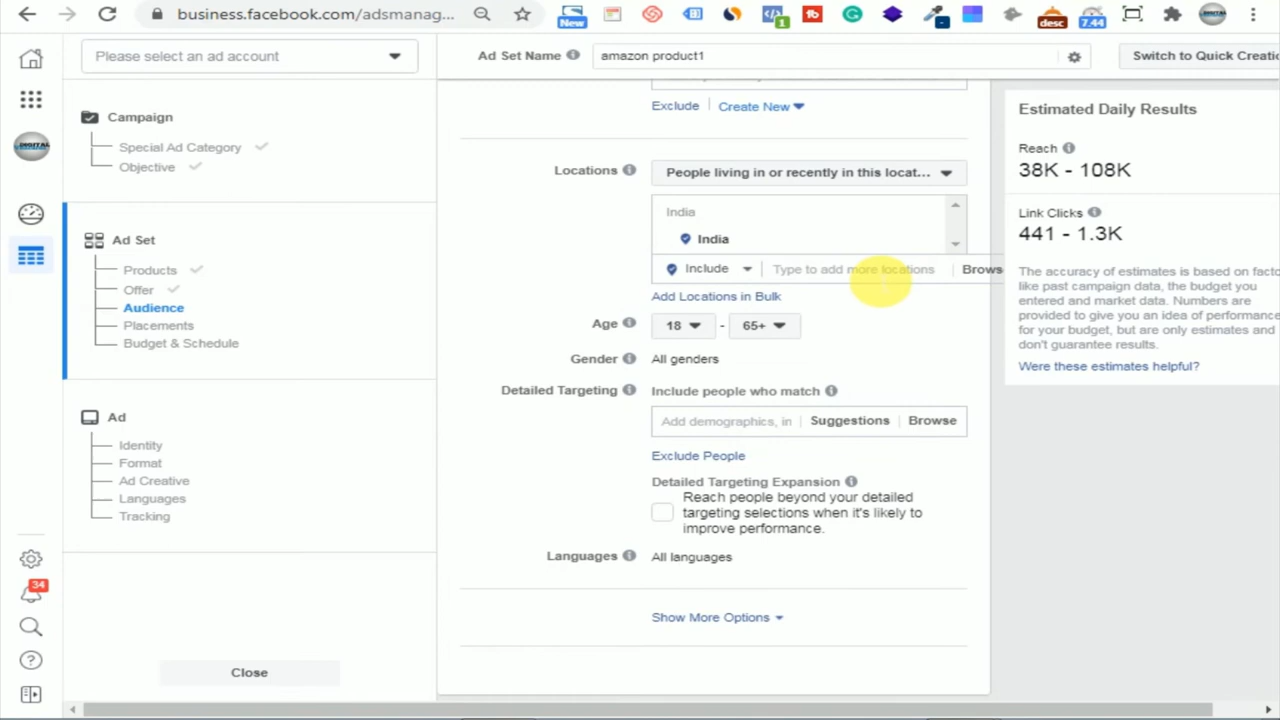 business.facebook.com/adsmanag...
New
1
desc
7.44
Please select an ad account
Ad Set Name
amazon product1
Switch to Quick Creatio
Campaign
Special Ad Category
Objective
Ad Set
Products
Offer
Audience
Placements
Budget & Schedule
Ad
Identity
Format
Ad Creative
Languages
Tracking
34
Close
Exclude
Create New
Locations
People living in or recently in this locat...
India
India
Include
Type to add more locations
Brows
Add Locations in Bulk
Age
18 - 65+
Gender
All genders
Detailed Targeting
Include people who match
Add demographics, in
Suggestions
Browse
Exclude People
Detailed Targeting Expansion
Reach people beyond your detailed
targeting selections when it's likely to
improve performance.
Languages
All languages
Show More Options
Estimated Daily Results
Reach
38K - 108K
Link Clicks
441 - 1.3K
The accuracy of estimates is based on facto
like past campaign data, the budget you
entered and market data. Numbers are
provided to give you an idea of performance
for your budget, but are only estimates and
don't guarantee results.
Were these estimates helpful?